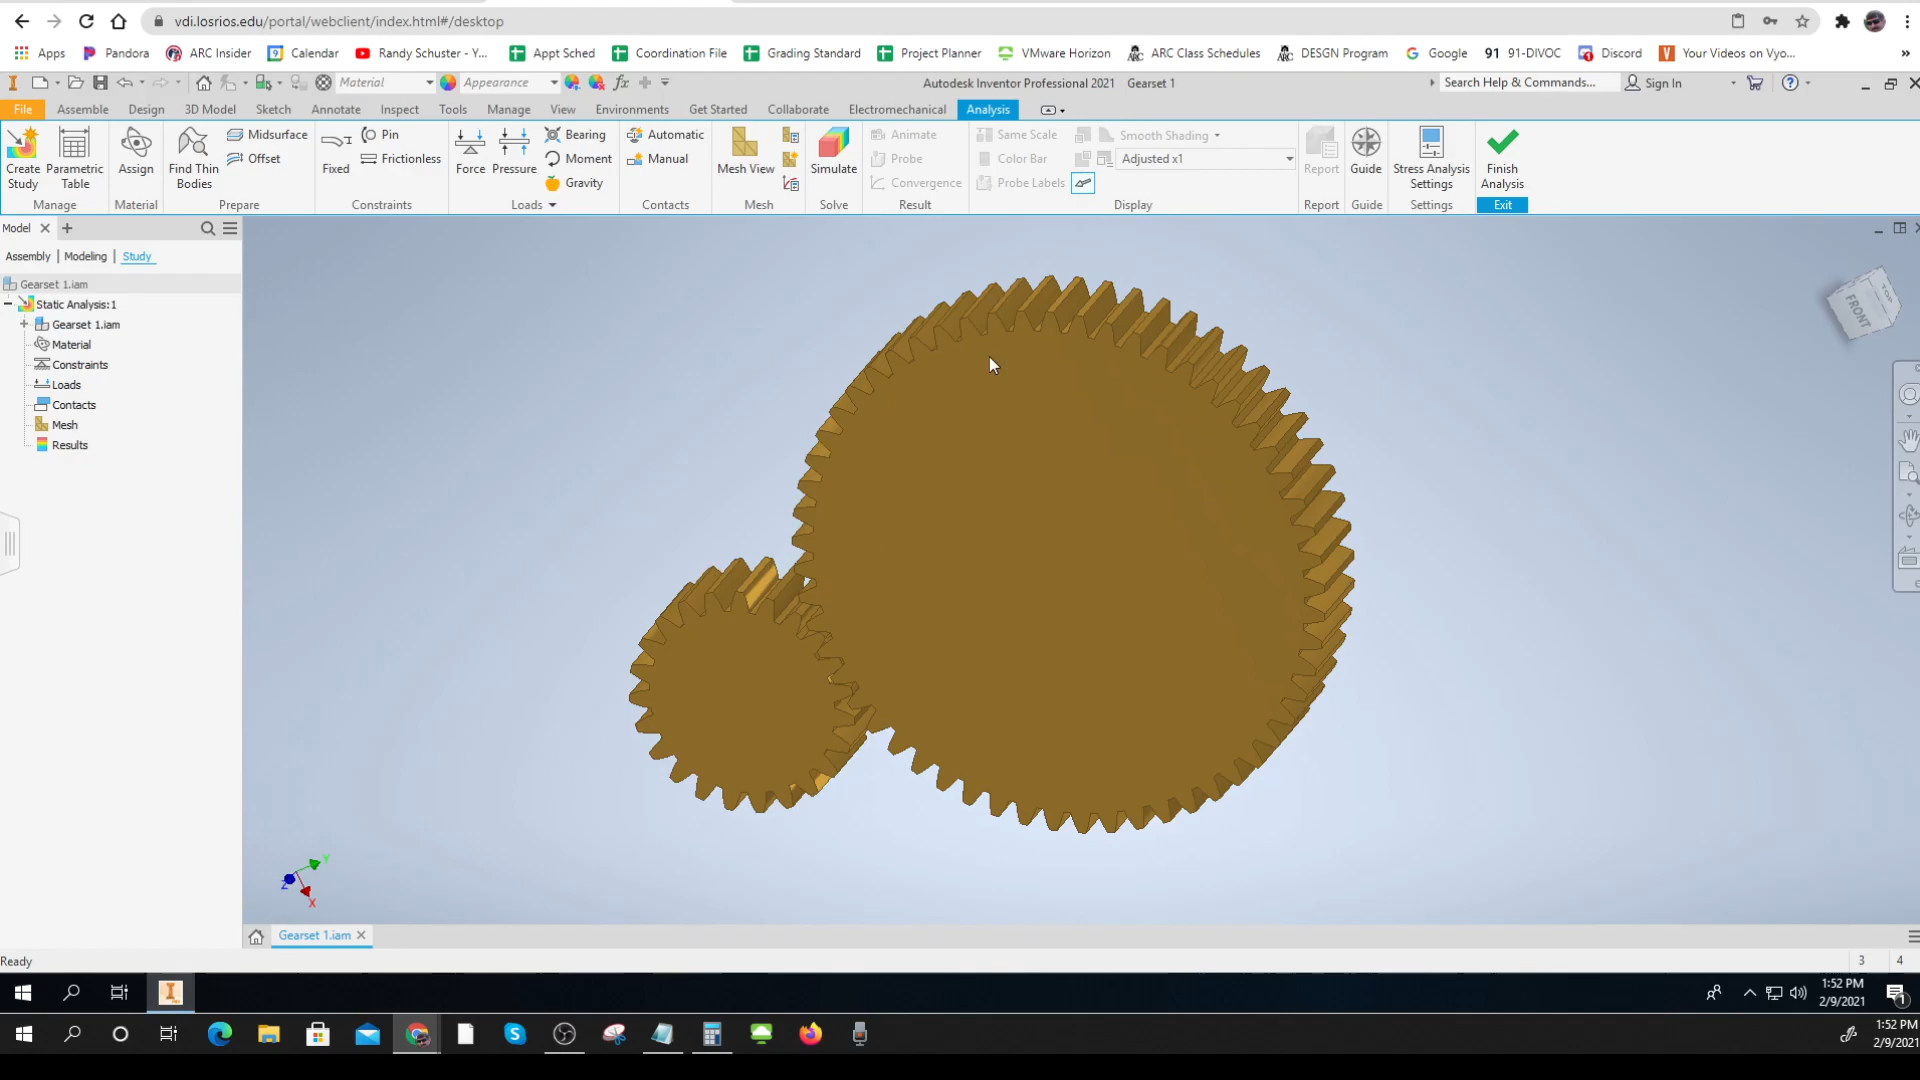 vdi.losrios.edu/portal/webclient/index.html#/desktop
Apps Pandora ARC Insider Calendar Randy Schuster - Y... Appt Sched Coordination File Grading Standard Project Planner VMware Horizon ARC Class Schedules DESGN Program Google 91 91-DIVOC Discord Your Videos on Vyo... »
Material Appearance fx Autodesk Inventor Professional 2021 Gearset 1 Search Help & Commands... Sign In
File Assemble Design 3D Model Sketch Annotate Inspect Tools Manage View Environments Get Started Collaborate Electromechanical Analysis
Midsurface Pin Bearing Automatic Animate Same Scale Smooth Shading
Offset Frictionless Moment Manual Probe Color Bar Adjusted x1
Create Study Parametric Table Assign Find Thin Bodies Fixed Force Pressure Gravity Mesh View Simulate Convergence Probe Labels Report Guide Stress Analysis Settings Finish Analysis
Manage Material Prepare Constraints Loads Contacts Mesh Solve Result Display Report Guide Settings Exit
Model
Assembly | Modeling | Study
Gearset 1.iam
Static Analysis:1
Gearset 1.iam
Material
Constraints
Loads
Contacts
Mesh
Results
TOP
FRONT
Y
Z
X
Gearset 1.iam
Ready 3 4
1:52 PM
2/9/2021
1
1:52 PM
2/9/2021